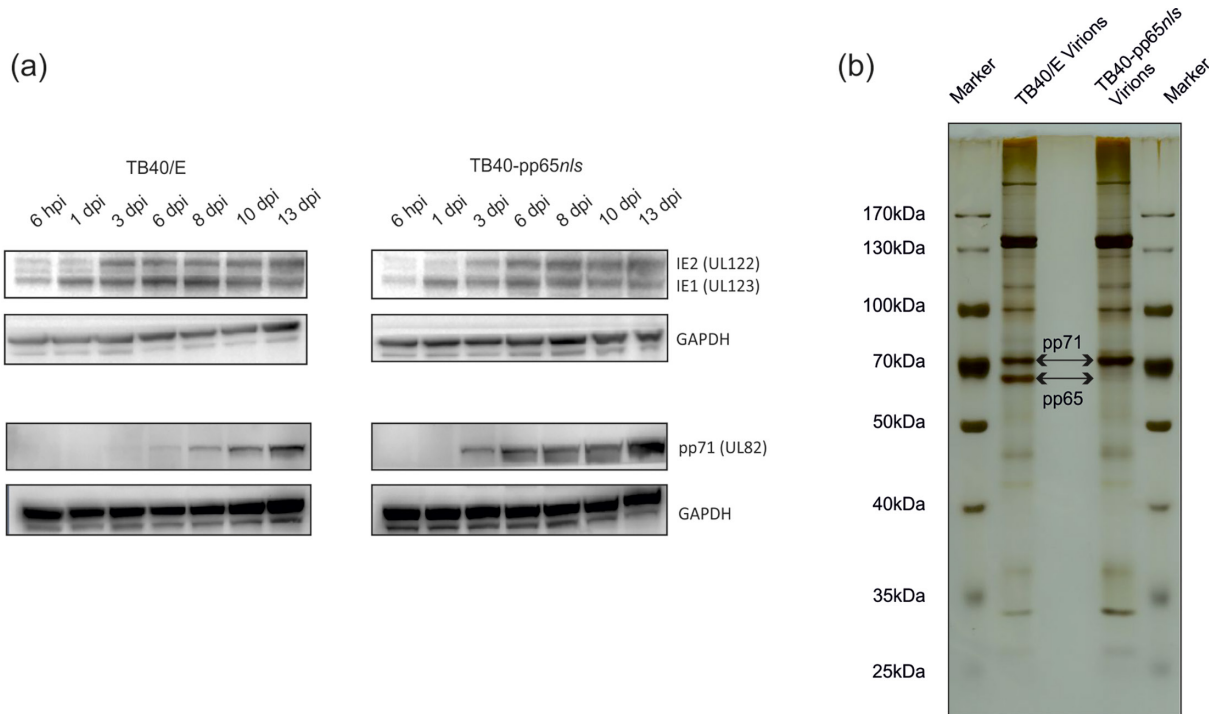 (a)
TB40/E
6 hpi 1 dpi 3 dpi 6 dpi 8 dpi 10 dpi 13 dpi
TB40-pp65nls
6 hpi 1 dpi 3 dpi 6 dpi 8 dpi 10 dpi 13 dpi
IE2 (UL122)
IE1 (UL123)
GAPDH
pp71 (UL82)
GAPDH
(b)
Marker
TB40/E Virions
TB40-pp65nls
Virions
Marker
170kDa
130kDa
100kDa
pp71
70kDa
pp65
50kDa
40kDa
35kDa
25kDa